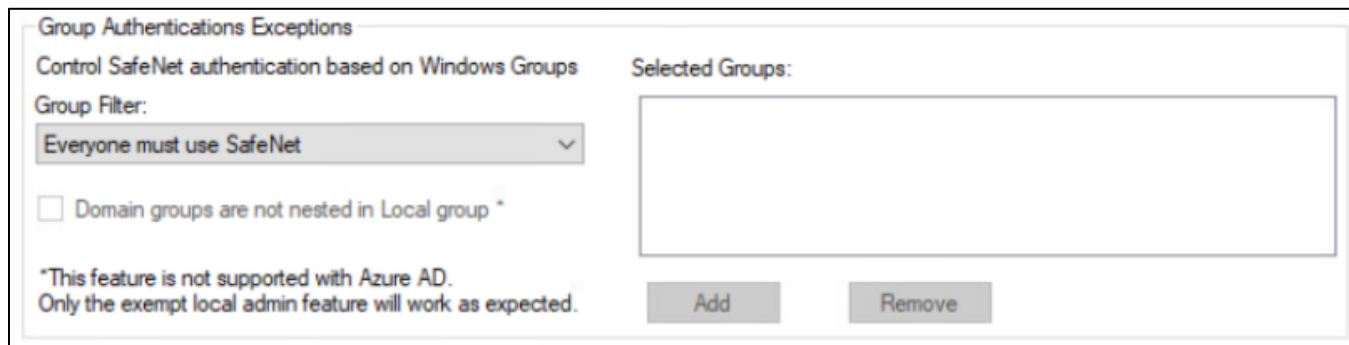 Group Authentications Exceptions
Control SafeNet authentication based on Windows Groups
Group Filter:
Everyone must use SafeNet
Domain groups are not nested in Local group *
*This feature is not supported with Azure AD.
Only the exempt local admin feature will work as expected.
Selected Groups:
Add
Remove